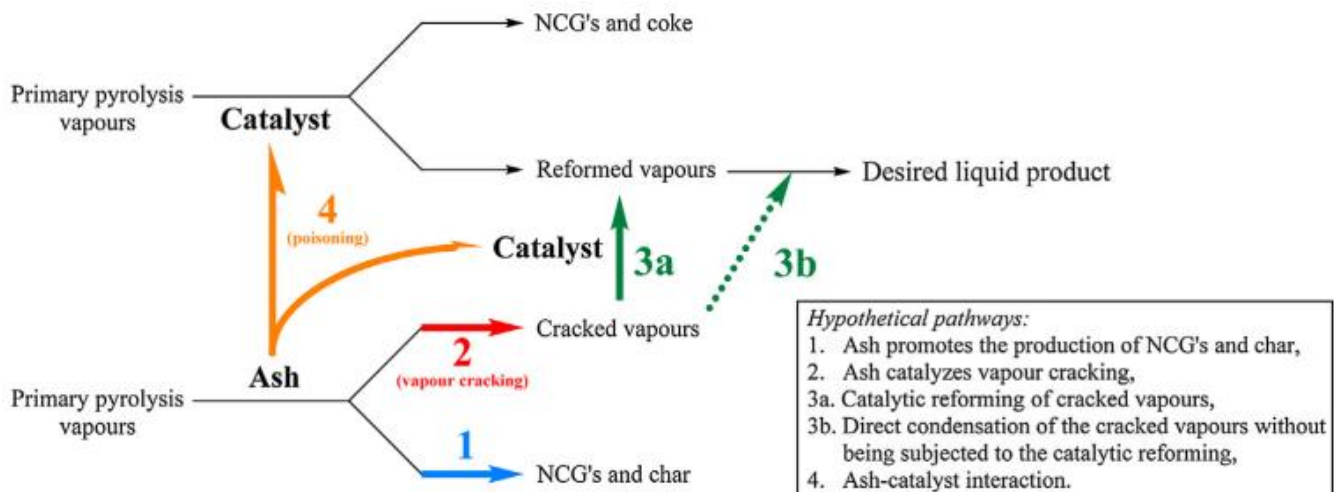 NCG's and coke
Primary pyrolysis
vapours
Catalyst
Reformed vapours
Desired liquid product
4
(poisoning)
Catalyst
3a
3b
Cracked vapours
2
(vapour cracking)
Ash
Primary pyrolysis
vapours
1
NCG's and char
Hypothetical pathways:
1. Ash promotes the production of NCG's and char,
2. Ash catalyzes vapour cracking,
3a. Catalytic reforming of cracked vapours,
3b. Direct condensation of the cracked vapours without
being subjected to the catalytic reforming,
4. Ash-catalyst interaction.